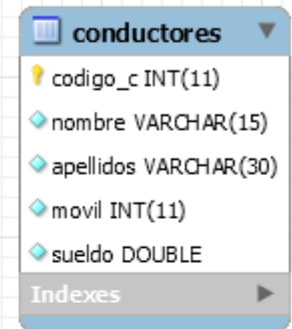 conductores
codigo_c INT(11)
nombre VARCHAR(15)
apellidos VARCHAR(30)
movil INT(11)
sueldo DOUBLE
Indexes